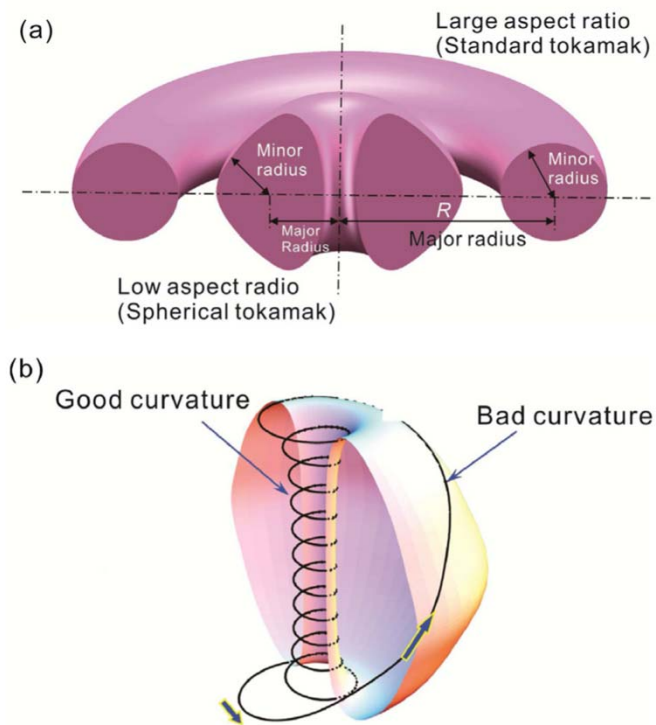 (a)
Large aspect ratio
(Standard tokamak)
Minor
radius
Minor
radius
R
Major
Radius
Major radius
Low aspect radio
(Spherical tokamak)
(b)
Good curvature
Bad curvature